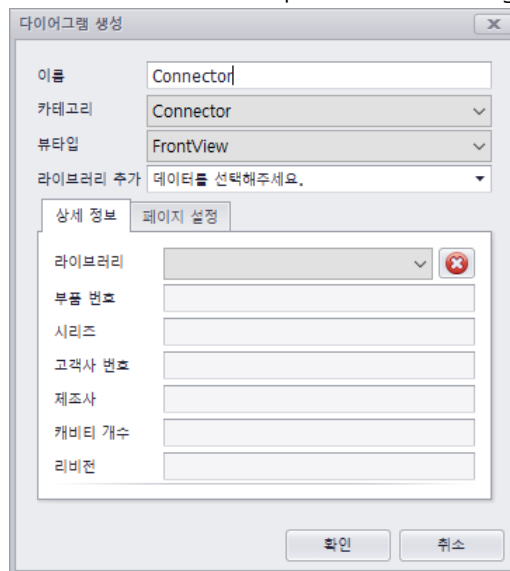 다이어그램 생성
이름 Connector
카테고리 Connector
뷰타입 FrontView
라이브러리 추가 데이터를 선택해주세요.
상세 정보 페이지 설정
라이브러리
부품 번호
시리즈
고객사 번호
제조사
캐비티 개수
리비전
확인 취소